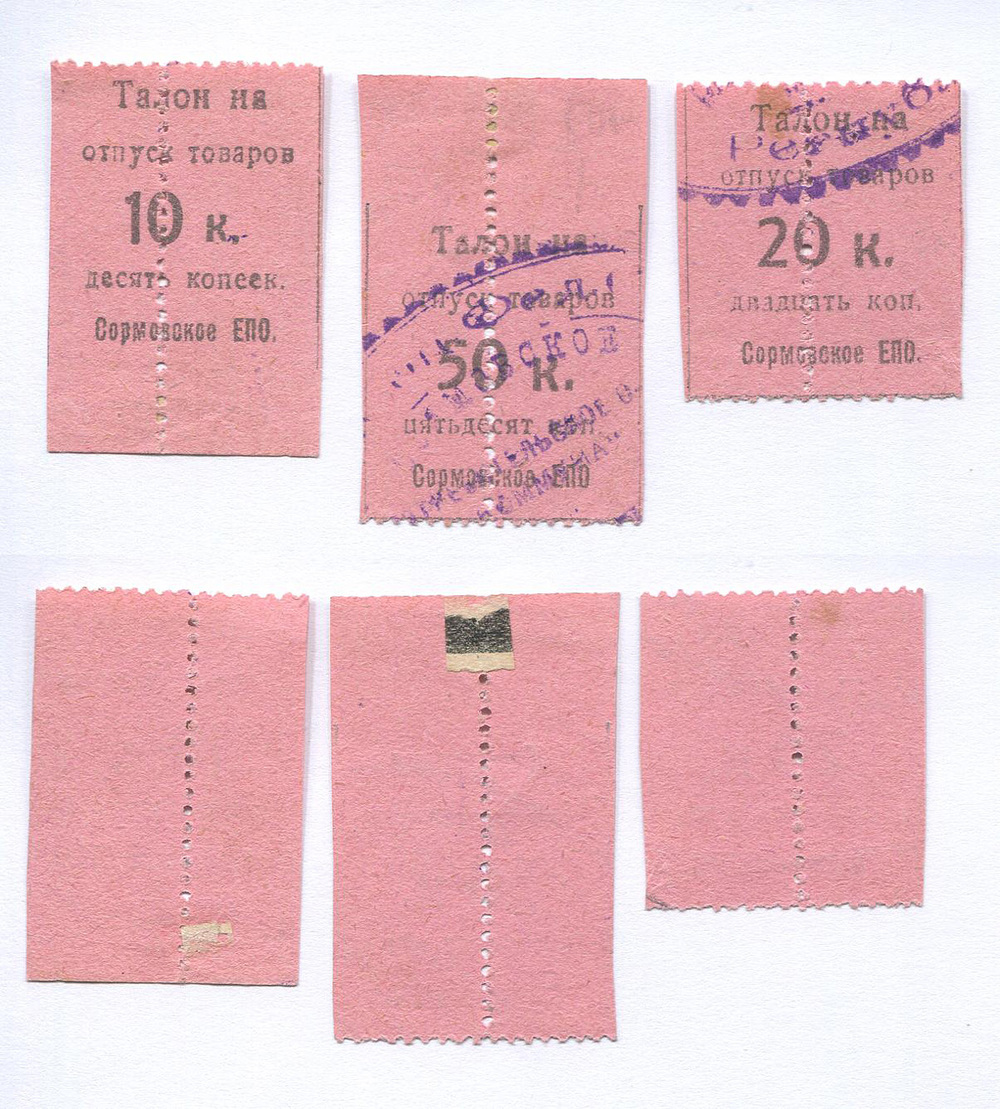 Талон на
отпуск товаров
10 к.
десять копеек.
Сормовское ЕПО.
Талон на
отпуск товаров
50 к.
пятьдесят коп.
Сормовское ЕПО
Талон на
отпуск товаров
20 к.
двадцать коп.
Сормовское ЕПО.